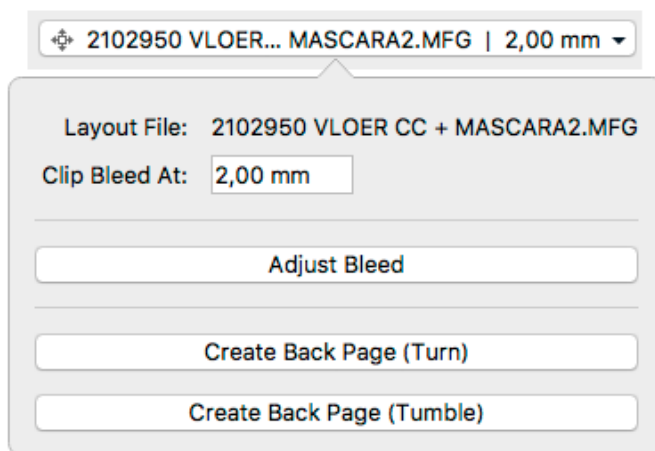 2102950 VLOER... MASCARA2.MFG | 2,00 mm
Layout File: 2102950 VLOER CC + MASCARA2.MFG
Clip Bleed At: 2,00 mm
Adjust Bleed
Create Back Page (Turn)
Create Back Page (Tumble)